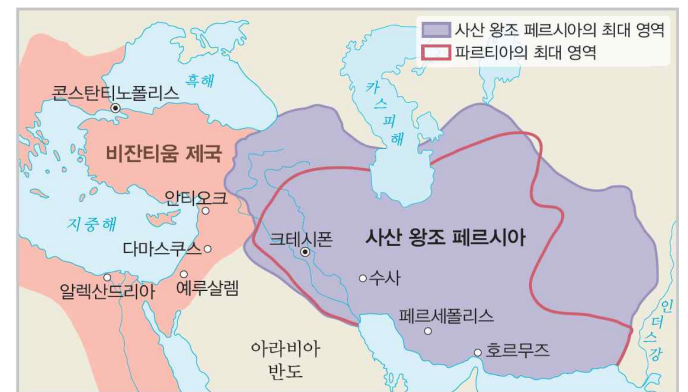 사산 왕조 페르시아의 최대 영역
파르티아의 최대 영역
흑해
카스피해
콘스탄티노폴리스
비잔티움 제국
안티오크
지중해
다마스쿠스
크테시폰
사산 왕조 페르시아
수사
알렉산드리아
예루살렘
페르세폴리스
인더스강
호르무즈
아라비아
반도